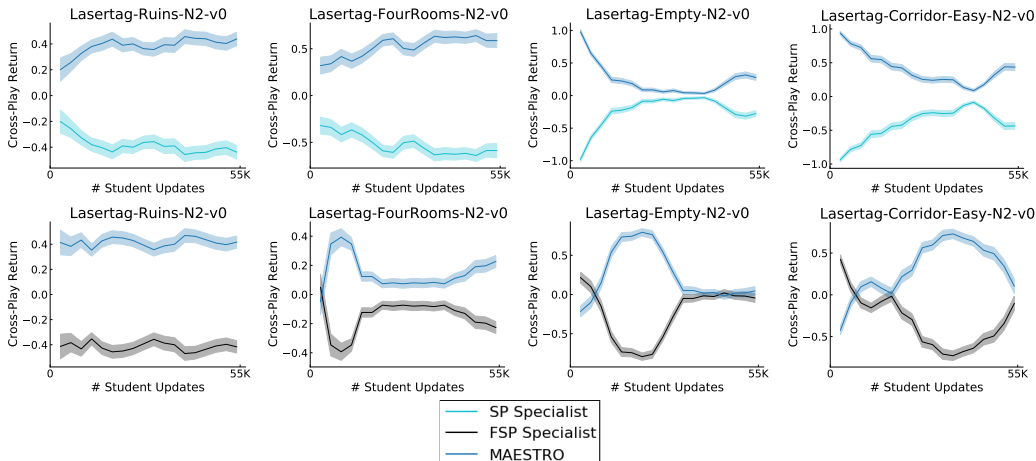 Lasertag-Ruins-N2-v0
Cross-Play Return
0.4
0.2
0.0
−0.2
−0.4
0
55K
# Student Updates
Lasertag-FourRooms-N2-v0
Cross-Play Return
0.5
0.0
−0.5
0
55K
# Student Updates
Lasertag-Empty-N2-v0
Cross-Play Return
1.0
0.5
0.0
−0.5
−1.0
0
55K
# Student Updates
Lasertag-Corridor-Easy-N2-v0
Cross-Play Return
1.0
0.5
0.0
−0.5
−1.0
0
55K
# Student Updates
Lasertag-Ruins-N2-v0
Cross-Play Return
0.4
0.2
0.0
−0.2
−0.4
0
55K
# Student Updates
Lasertag-FourRooms-N2-v0
Cross-Play Return
0.4
0.2
0.0
−0.2
−0.4
0
55K
# Student Updates
Lasertag-Empty-N2-v0
Cross-Play Return
0.5
0.0
−0.5
0
55K
# Student Updates
Lasertag-Corridor-Easy-N2-v0
Cross-Play Return
0.5
0.0
−0.5
0
55K
# Student Updates
SP Specialist
FSP Specialist
MAESTRO